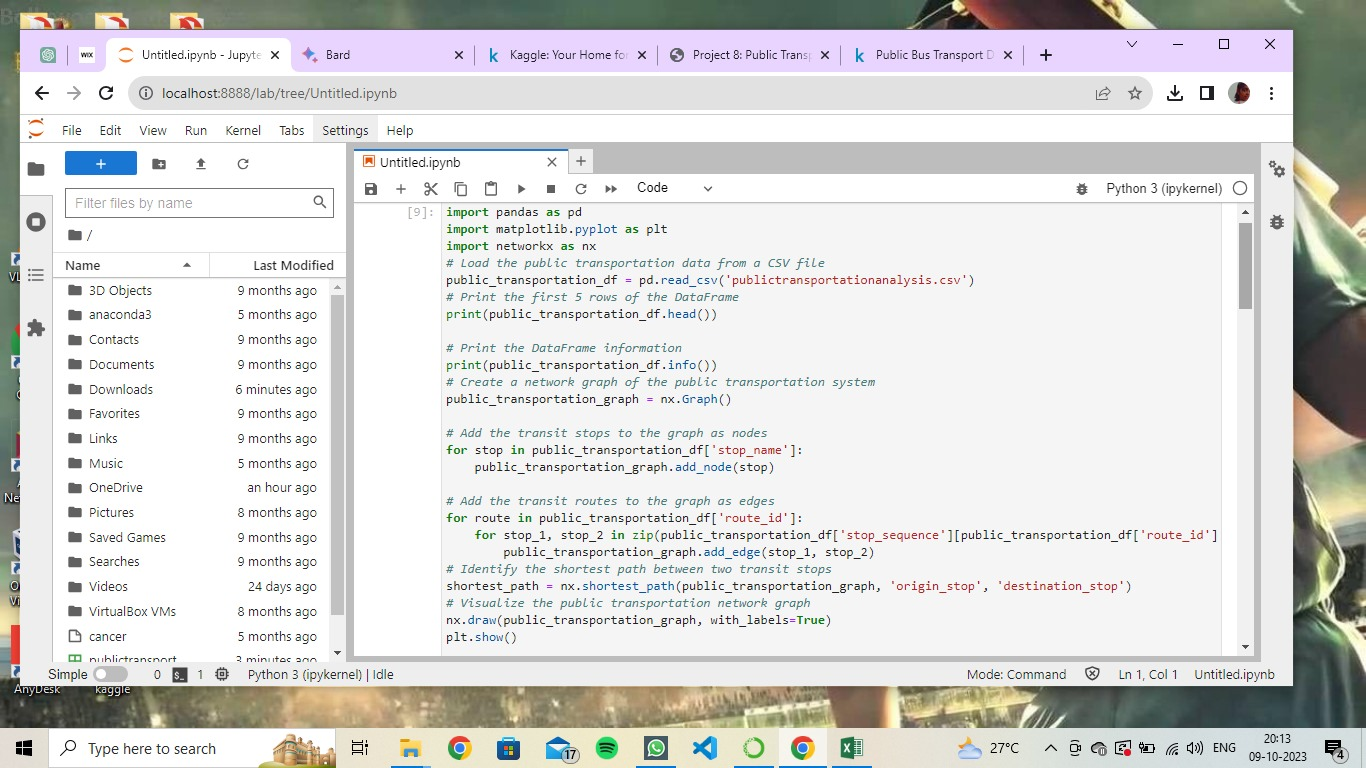 Untitled.ipynb - Jupyte
Bard
Kaggle: Your Home for
Project 8: Public Trans
Public Bus Transport D
WIX
localhost:8888/lab/tree/Untitled.ipynb
File Edit View Run Kernel Tabs Settings Help
Filter files by name
/
Name Last Modified
3D Objects 9 months ago
anaconda3 5 months ago
Contacts 9 months ago
Documents 9 months ago
Downloads 6 minutes ago
Favorites 9 months ago
Links 9 months ago
Music 5 months ago
OneDrive an hour ago
Pictures 8 months ago
Saved Games 9 months ago
Searches 9 months ago
Videos 24 days ago
VirtualBox VMs 8 months ago
cancer 5 months ago
publictransport 3 minutes ago
Untitled.ipynb
Code
Python 3 (ipykernel)
[9]:
import pandas as pd
import matplotlib.pyplot as plt
import networkx as nx
# Load the public transportation data from a CSV file
public_transportation_df = pd.read_csv('publictransportationanalysis.csv')
# Print the first 5 rows of the DataFrame
print(public_transportation_df.head())
# Print the DataFrame information
print(public_transportation_df.info())
# Create a network graph of the public transportation system
public_transportation_graph = nx.Graph()
# Add the transit stops to the graph as nodes
for stop in public_transportation_df['stop_name']:
public_transportation_graph.add_node(stop)
# Add the transit routes to the graph as edges
for route in public_transportation_df['route_id']:
for stop_1, stop_2 in zip(public_transportation_df['stop_sequence'][public_transportation_df['route_id']
public_transportation_graph.add_edge(stop_1, stop_2)
# Identify the shortest path between two transit stops
shortest_path = nx.shortest_path(public_transportation_graph, 'origin_stop', 'destination_stop')
# Visualize the public transportation network graph
nx.draw(public_transportation_graph, with_labels=True)
plt.show()
Simple 0 $_ 1 Python 3 (ipykernel) | Idle
Mode: Command Ln 1, Col 1 Untitled.ipynb
AnyDesk
kaggle
Type here to search
17
27°C
ENG
20:13
09-10-2023
4